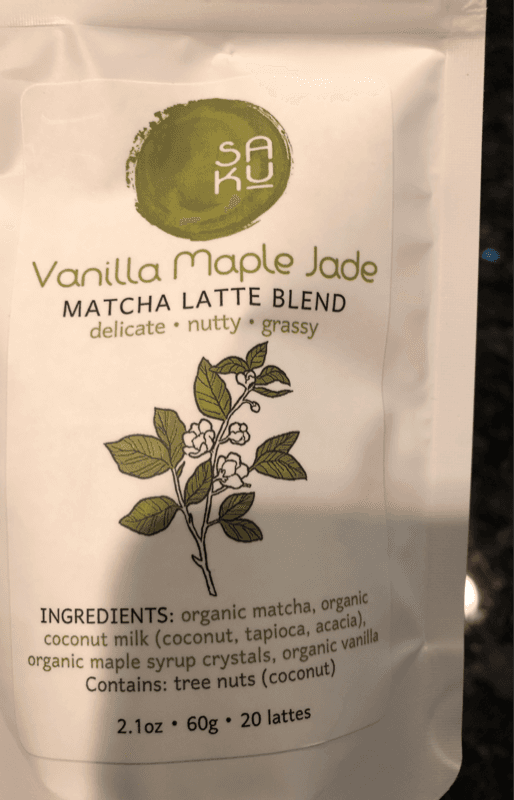 SA
KU
Vanilla Maple Jade
MATCHA LATTE BLEND
delicate • nutty • grassy
INGREDIENTS: organic matcha, organic
coconut milk (coconut, tapioca, acacia),
organic maple syrup crystals, organic vanilla
Contains: tree nuts (coconut)
2.1oz • 60g • 20 lattes